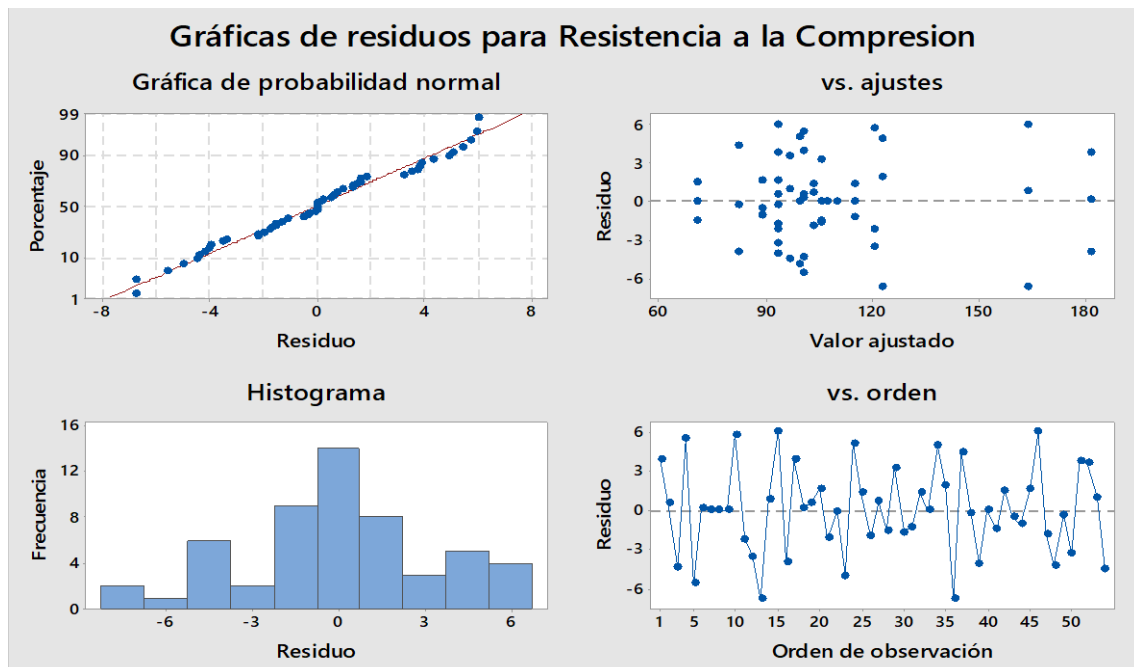 Gráficas de residuos para Resistencia a la Compresion
Gráfica de probabilidad normal
99
90
50
10
1
Porcentaje
-8 -4 0 4 8
Residuo
vs. ajustes
6
3
0
-3
-6
Residuo
60 90 120 150 180
Valor ajustado
Histograma
16
12
8
4
0
Frecuencia
-6 -3 0 3 6
Residuo
vs. orden
6
3
0
-3
-6
Residuo
1 5 10 15 20 25 30 35 40 45 50
Orden de observación